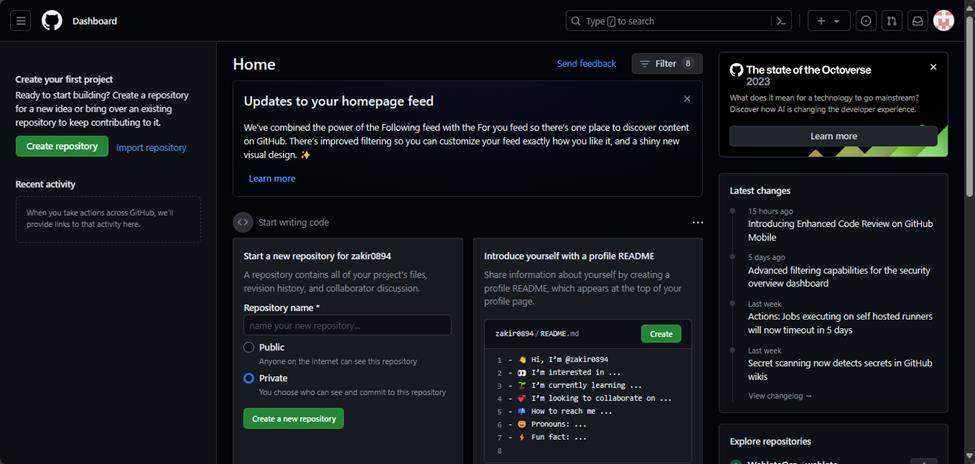 Dashboard
Type / to search
Create your first project
Ready to start building? Create a repository
for a new idea or bring over an existing
repository to keep contributing to it.
Create repository
Import repository
Recent activity
When you take actions across GitHub, we'll
provide links to that activity here.
Home
Send feedback
Filter 8
Updates to your homepage feed
We've combined the power of the Following feed with the For you feed so there's one place to discover content
on GitHub. There's improved filtering so you can customize your feed exactly how you like it, and a shiny new
visual design. ✨
Learn more
Start writing code
Start a new repository for zakir0894
A repository contains all of your project's files,
revision history, and collaborator discussion.
Repository name *
name your new repository...
Public
Anyone on the internet can see this repository
Private
You choose who can see and commit to this repository
Create a new repository
Introduce yourself with a profile README
Share information about yourself by creating a
profile README, which appears at the top of your
profile page.
zakir0894 / README.md
Create
1 - 👋 Hi, I'm @zakir0894
2 - 👀 I'm interested in ...
3 - 🌱 I'm currently learning ...
4 - 💞️ I'm looking to collaborate on ...
5 - 📫 How to reach me ...
6 - 😄 Pronouns: ...
7 - ⚡ Fun fact: ...
8
The state of the Octoverse
2023
What does it mean for a technology to go mainstream?
Discover how AI is changing the developer experience.
Learn more
Latest changes
15 hours ago
Introducing Enhanced Code Review on GitHub
Mobile
5 days ago
Advanced filtering capabilities for the security
overview dashboard
Last week
Actions: Jobs executing on self hosted runners
will now timeout in 5 days
Last week
Secret scanning now detects secrets in GitHub
wikis
View changelog →
Explore repositories